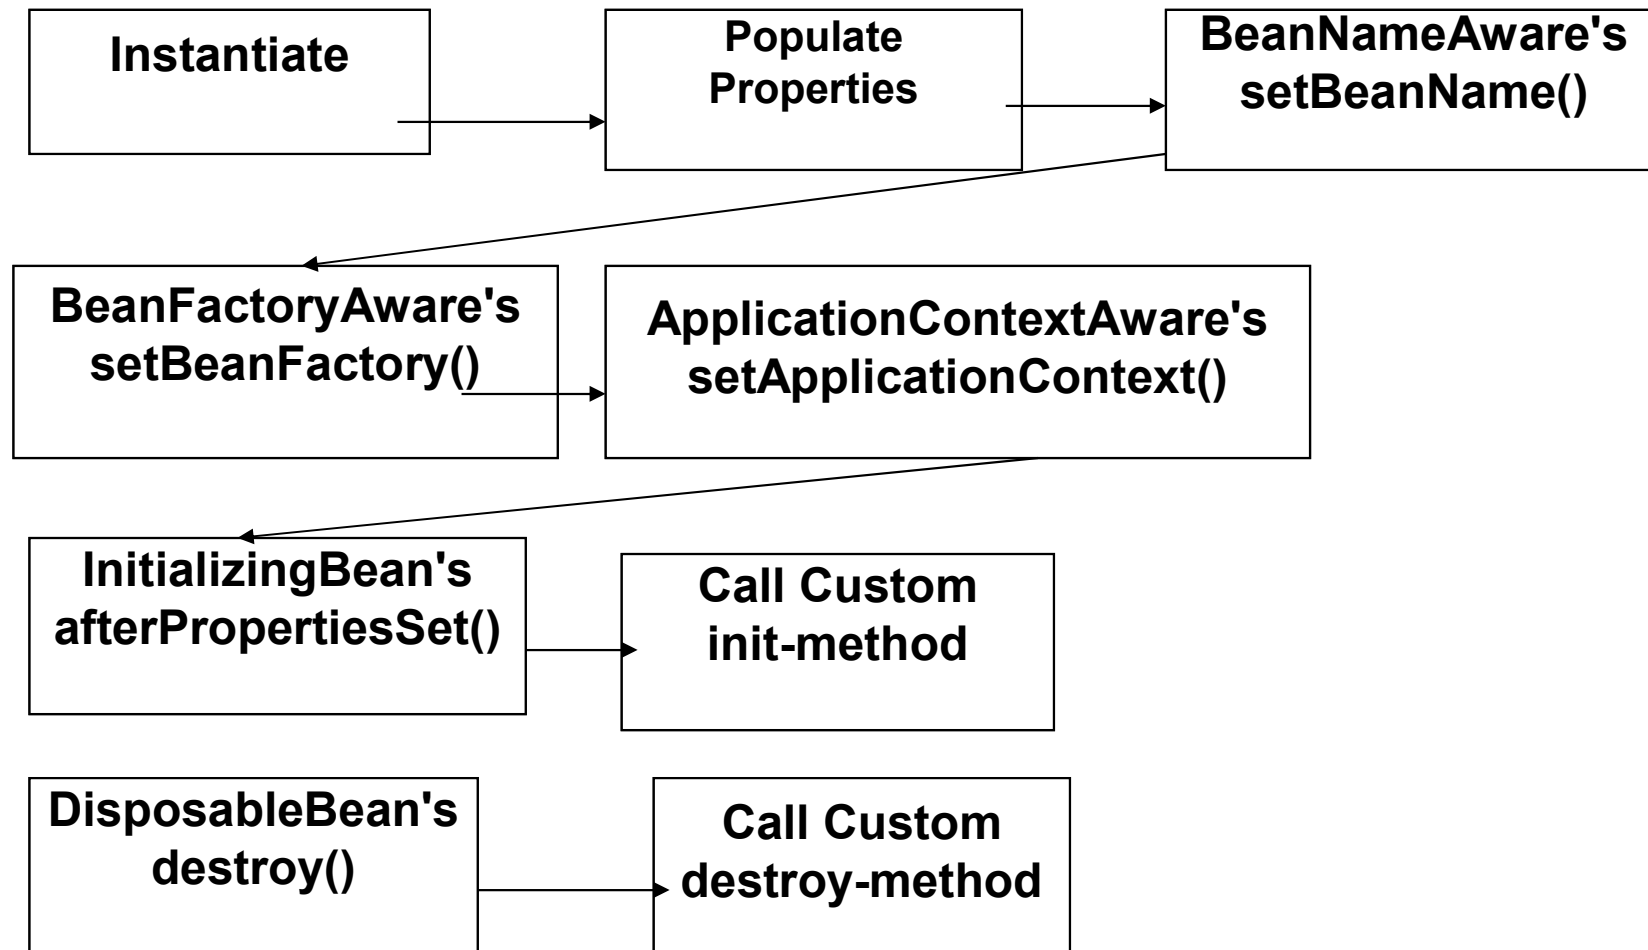 Instantiate
Populate
Properties
BeanNameAware's
setBeanName()
BeanFactoryAware's
setBeanFactory()
ApplicationContextAware's
setApplicationContext()
InitializingBean's
afterPropertiesSet()
Call Custom
init-method
DisposableBean's
destroy()
Call Custom
destroy-method